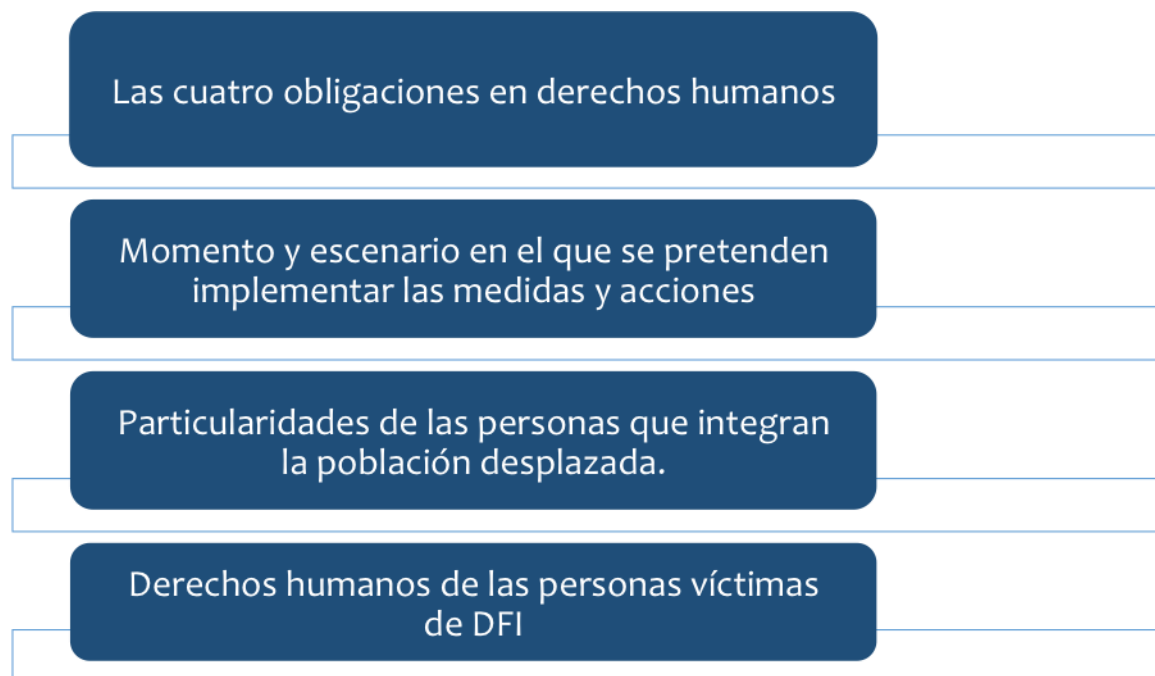 Las cuatro obligaciones en derechos humanos
Momento y escenario en el que se pretenden
implementar las medidas y acciones
Particularidades de las personas que integran
la población desplazada.
Derechos humanos de las personas víctimas
de DFI